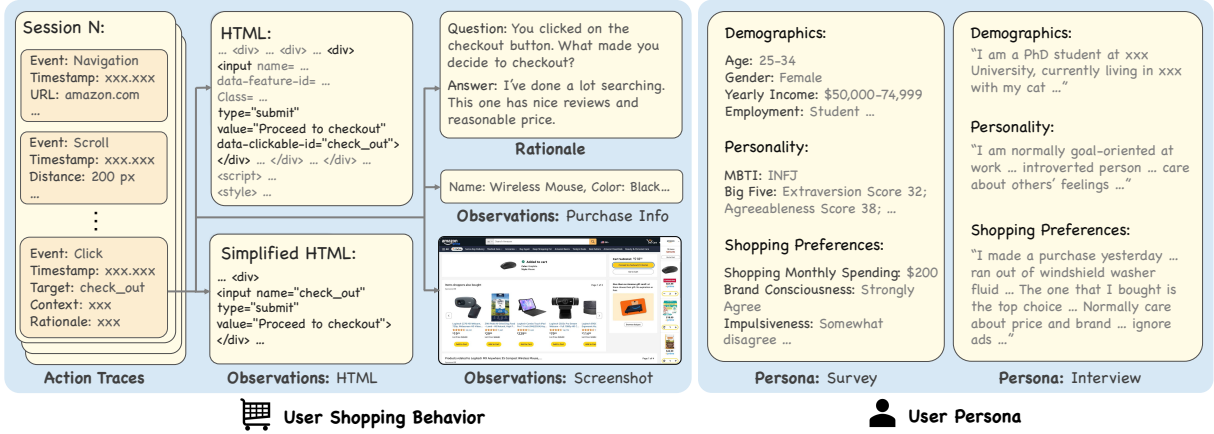 Session N:
Event: Navigation
Timestamp: xxx.xxx
URL: amazon.com
...
Event: Scroll
Timestamp: xxx.xxx
Distance: 200 px
...
Event: Click
Timestamp: xxx.xxx
Target: check_out
Context: xxx
Rationale: xxx
Action Traces
HTML:
... <div> ... <div> ... <div>
<input name= ...
data-feature-id= ...
Class= ...
type="submit"
value="Proceed to checkout"
data-clickable-id="check_out">
</div> ... </div> ... </div> ...
<script> ...
<style> ...
Simplified HTML:
... <div>
<input name="check_out"
type="submit"
value="Proceed to checkout">
</div> ...
Observations: HTML
Question: You clicked on the
checkout button. What made you
decide to checkout?
Answer: I've done a lot searching.
This one has nice reviews and
reasonable price.
Rationale
Name: Wireless Mouse, Color: Black...
Observations: Purchase Info
Added to cart
Observations: Screenshot
User Shopping Behavior
Demographics:
Age: 25-34
Gender: Female
Yearly Income: $50,000-74,999
Employment: Student ...
Personality:
MBTI: INFJ
Big Five: Extraversion Score 32;
Agreeableness Score 38; ...
Shopping Preferences:
Shopping Monthly Spending: $200
Brand Consciousness: Strongly
Agree
Impulsiveness: Somewhat
disagree ...
Persona: Survey
Demographics:
"I am a PhD student at xxx
University, currently living in xxx
with my cat ..."
Personality:
"I am normally goal-oriented at
work ... introverted person ... care
about others' feelings ..."
Shopping Preferences:
"I made a purchase yesterday ...
ran out of windshield washer
fluid ... The one that I bought is
the top choice ... Normally care
about price and brand ... ignore
ads ..."
Persona: Interview
User Persona